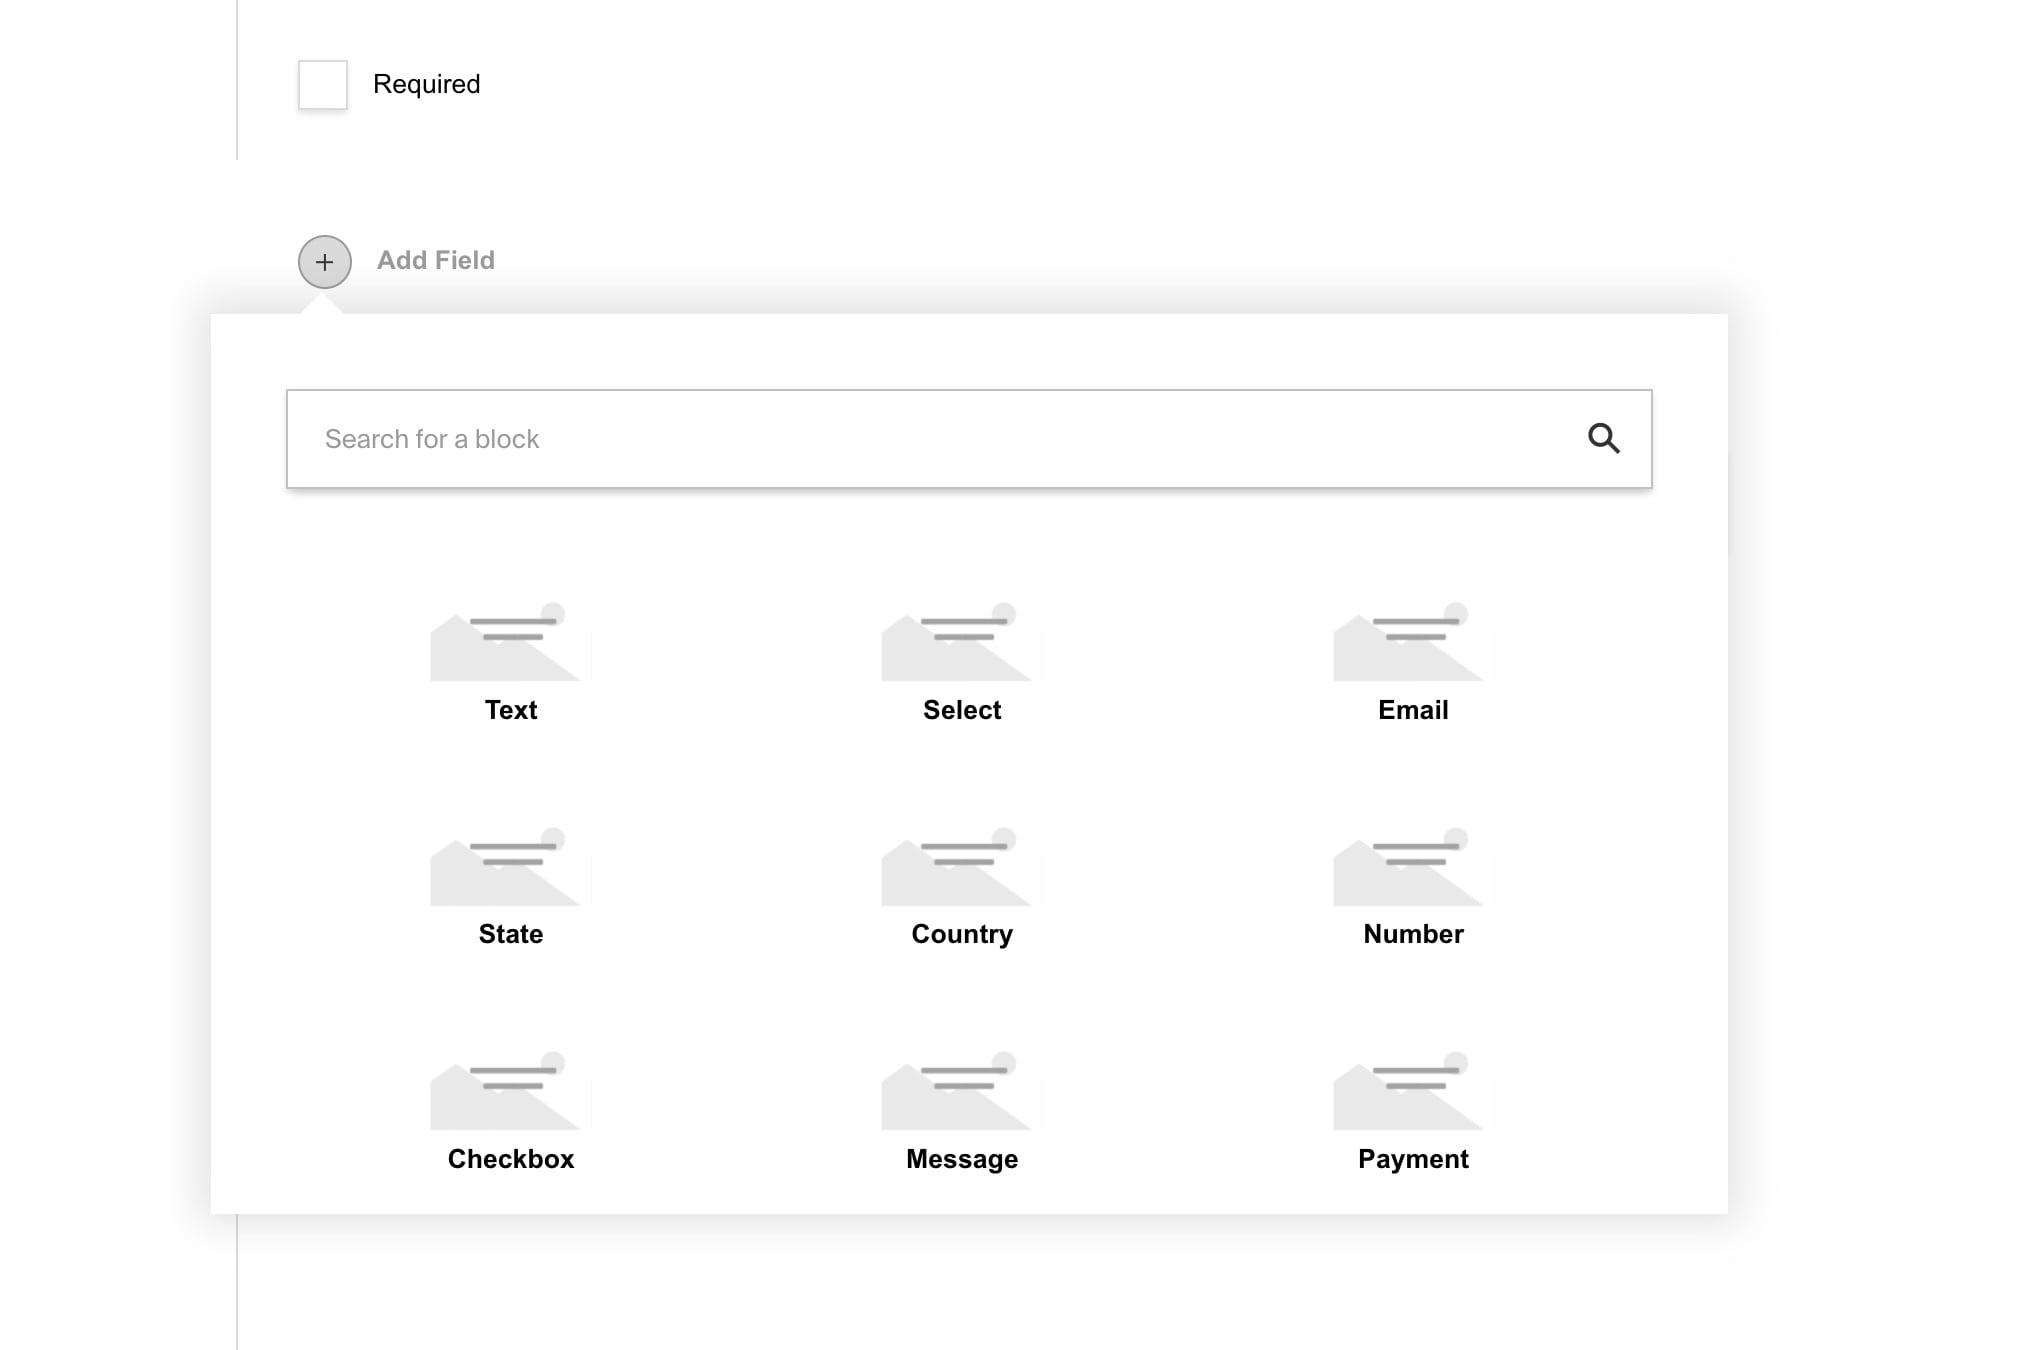 Required
Add Field
Search for a block
Text
Select
Email
State
Country
Number
Checkbox
Message
Payment